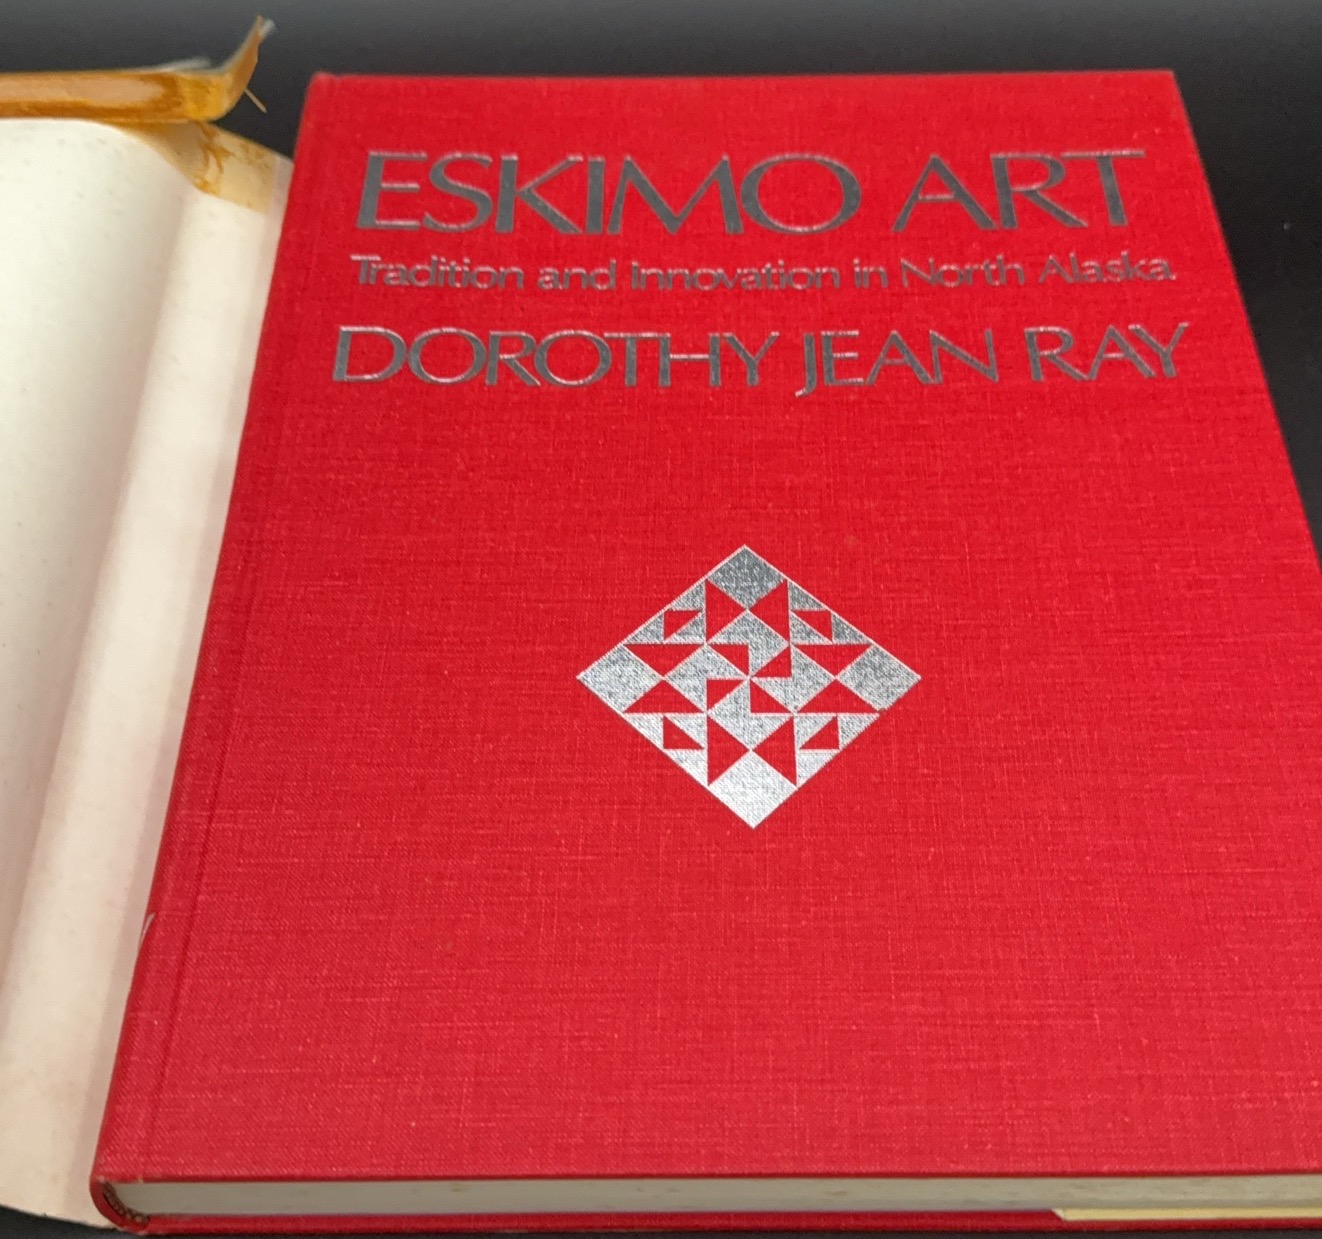 ESKIMO ART
Tradition and Innovation in North Alaska
DOROTHY JEAN RAY